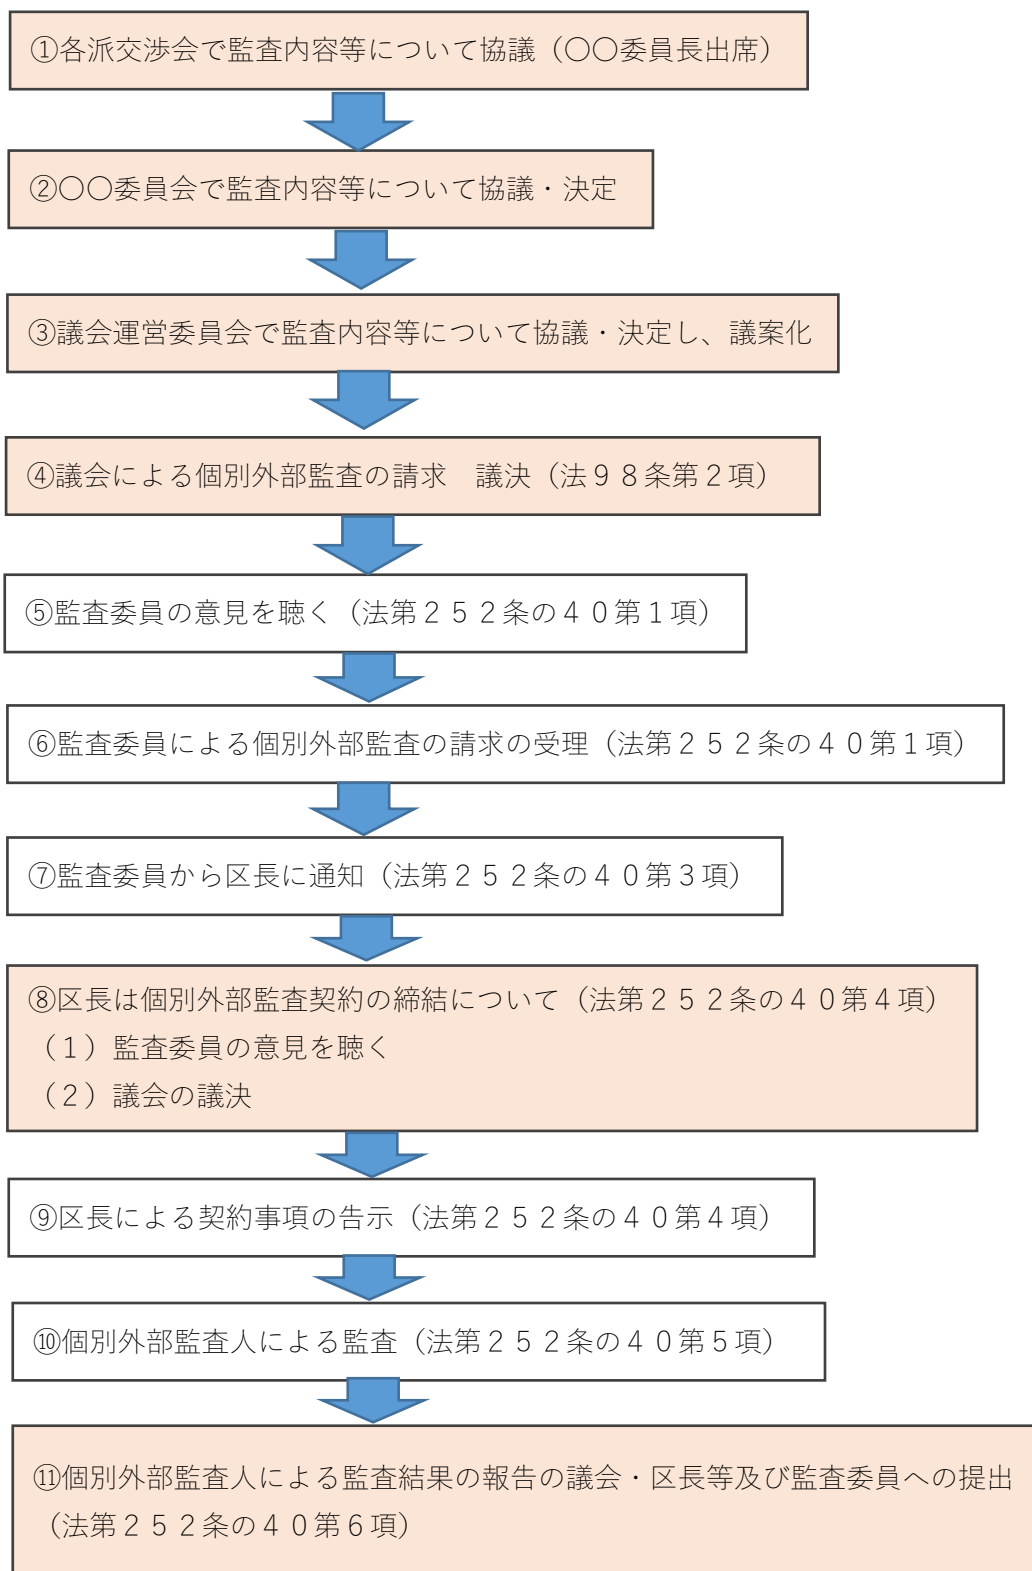 ①各派交渉会で監査内容等について協議（〇〇委員長出席）
②〇〇委員会で監査内容等について協議・決定
③議会運営委員会で監査内容等について協議・決定し、議案化
④議会による個別外部監査の請求　議決（法９８条第２項）
⑤監査委員の意見を聴く（法第２５２条の４０第１項）
⑥監査委員による個別外部監査の請求の受理（法第２５２条の４０第１項）
⑦監査委員から区長に通知（法第２５２条の４０第３項）
⑧区長は個別外部監査契約の締結について（法第２５２条の４０第４項）
（１）監査委員の意見を聴く
（２）議会の議決
⑨区長による契約事項の告示（法第２５２条の４０第４項）
⑩個別外部監査人による監査（法第２５２条の４０第５項）
⑪個別外部監査人による監査結果の報告の議会・区長等及び監査委員への提出
（法第２５２条の４０第６項）